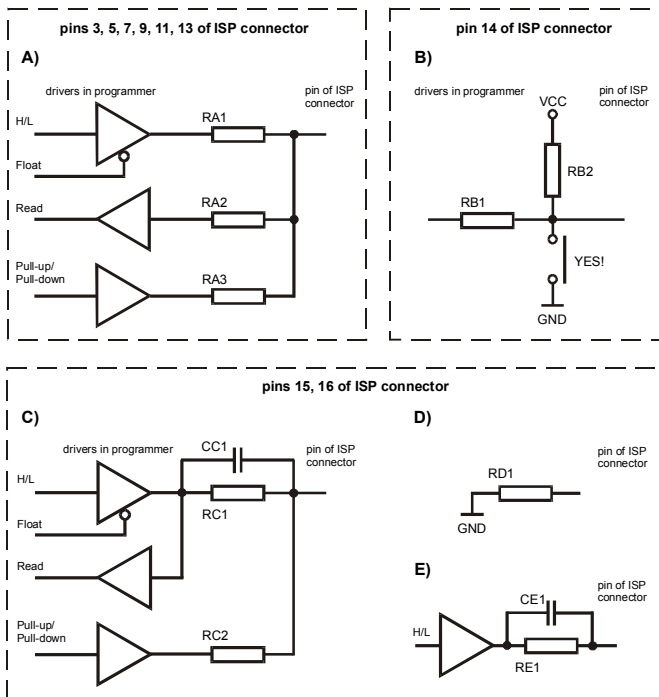 pins 3, 5, 7, 9, 11, 13 of ISP connector
A)
drivers in programmer
pin of ISP
connector
H/L
RA1
Float
Read
RA2
Pull-up/
Pull-down
RA3
pin 14 of ISP connector
B)
drivers in programmer
pin of ISP
connector
VCC
RB2
RB1
YES!
GND
pins 15, 16 of ISP connector
C)
drivers in programmer
CC1
pin of ISP
connector
H/L
RC1
Float
Read
Pull-up/
Pull-down
RC2
D)
pin of ISP
connector
RD1
GND
E)
pin of ISP
connector
CE1
H/L
RE1